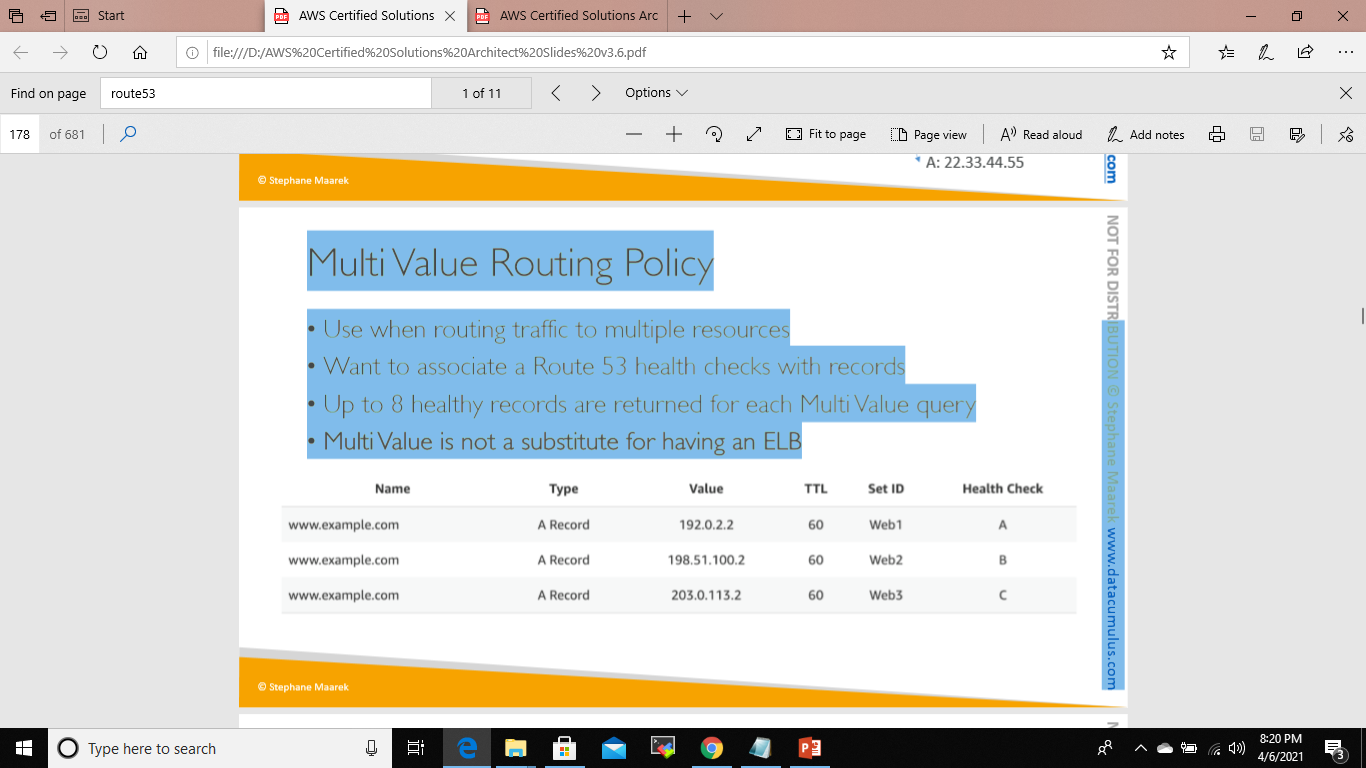 Start
AWS Certified Solutions
AWS Certified Solutions Arc
file:///D:/AWS%20Certified%20Solutions%20Architect%20Slides%20v3.6.pdf
Find on page
route53
1 of 11
Options
178 of 681
Fit to page
Page view
Read aloud
Add notes
A: 22.33.44.55
com
© Stephane Maarek
Multi Value Routing Policy
• Use when routing traffic to multiple resources
• Want to associate a Route 53 health checks with records
• Up to 8 healthy records are returned for each Multi Value query
• Multi Value is not a substitute for having an ELB
Name Type Value TTL Set ID Health Check
www.example.com A Record 192.0.2.2 60 Web1 A
www.example.com A Record 198.51.100.2 60 Web2 B
www.example.com A Record 203.0.113.2 60 Web3 C
NOT FOR DISTRIBUTION © Stephane Maarek www.datacumulus.com
© Stephane Maarek
Type here to search
8:20 PM
4/6/2021
3